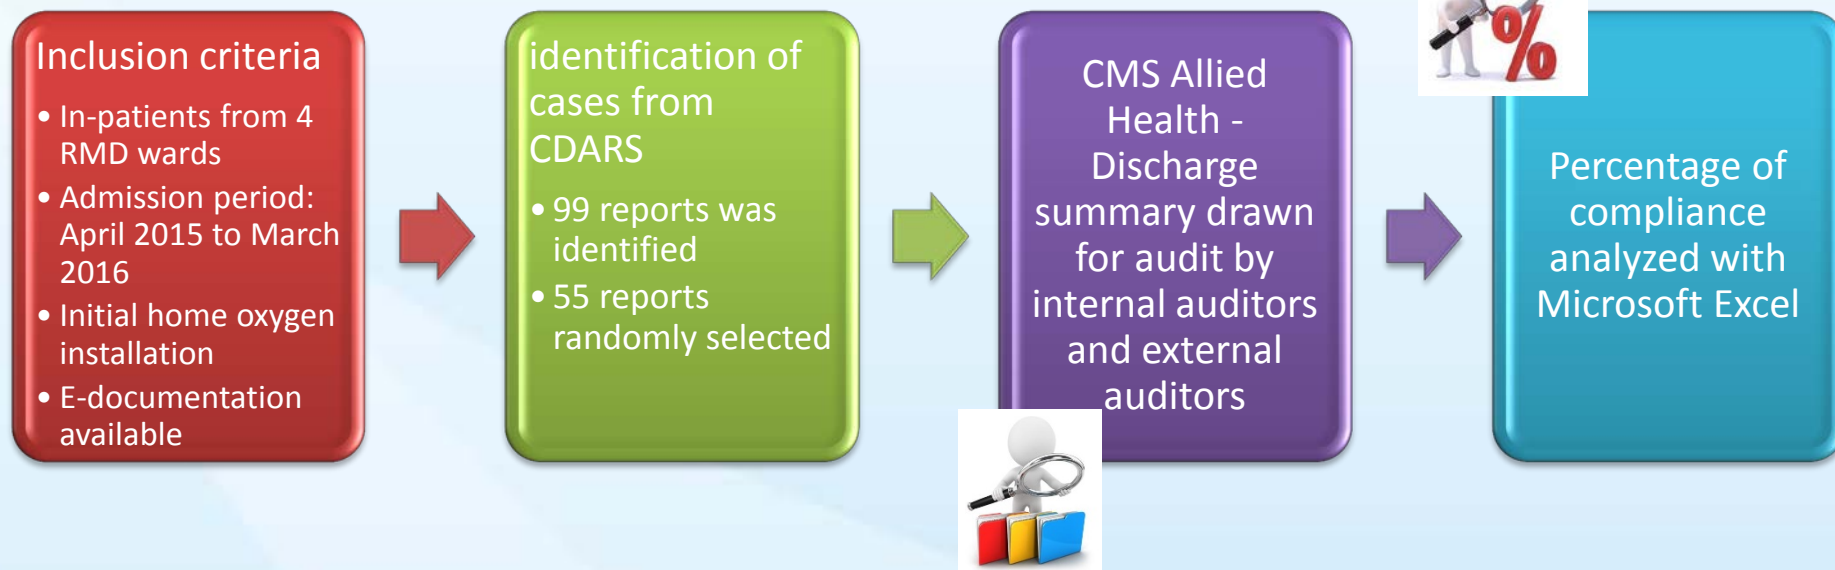 Inclusion criteria
• In-patients from 4
RMD wards
• Admission period:
April 2015 to March
2016
• Initial home oxygen
installation
• E-documentation
available
identification of
cases from
CDARS
• 99 reports was
identified
• 55 reports
randomly selected
CMS Allied
Health -
Discharge
summary drawn
for audit by
internal auditors
and external
auditors
%
Percentage of
compliance
analyzed with
Microsoft Excel